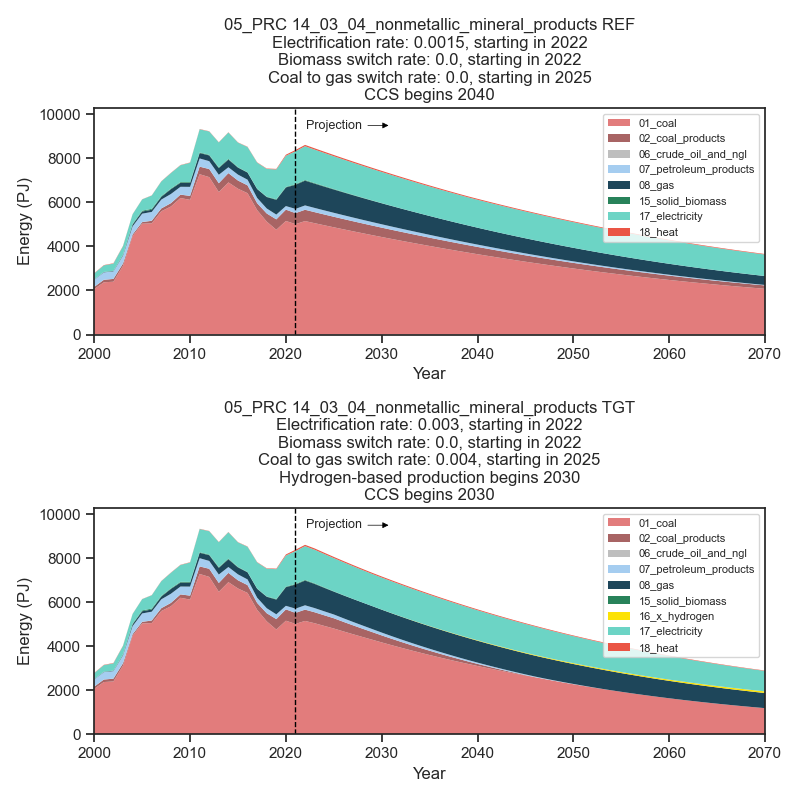 05_PRC 14_03_04_nonmetallic_mineral_products REF
Electrification rate: 0.0015, starting in 2022
Biomass switch rate: 0.0, starting in 2022
Coal to gas switch rate: 0.0, starting in 2025
CCS begins 2040
10000
8000
6000
4000
2000
0
Energy (PJ)
Projection
01_coal
02_coal_products
06_crude_oil_and_ngl
07_petroleum_products
08_gas
15_solid_biomass
17_electricity
18_heat
2000 2010 2020 2030 2040 2050 2060 2070
Year
05_PRC 14_03_04_nonmetallic_mineral_products TGT
Electrification rate: 0.003, starting in 2022
Biomass switch rate: 0.0, starting in 2022
Coal to gas switch rate: 0.004, starting in 2025
Hydrogen-based production begins 2030
CCS begins 2030
10000
8000
6000
4000
2000
0
Energy (PJ)
Projection
01_coal
02_coal_products
06_crude_oil_and_ngl
07_petroleum_products
08_gas
15_solid_biomass
16_x_hydrogen
17_electricity
18_heat
2000 2010 2020 2030 2040 2050 2060 2070
Year